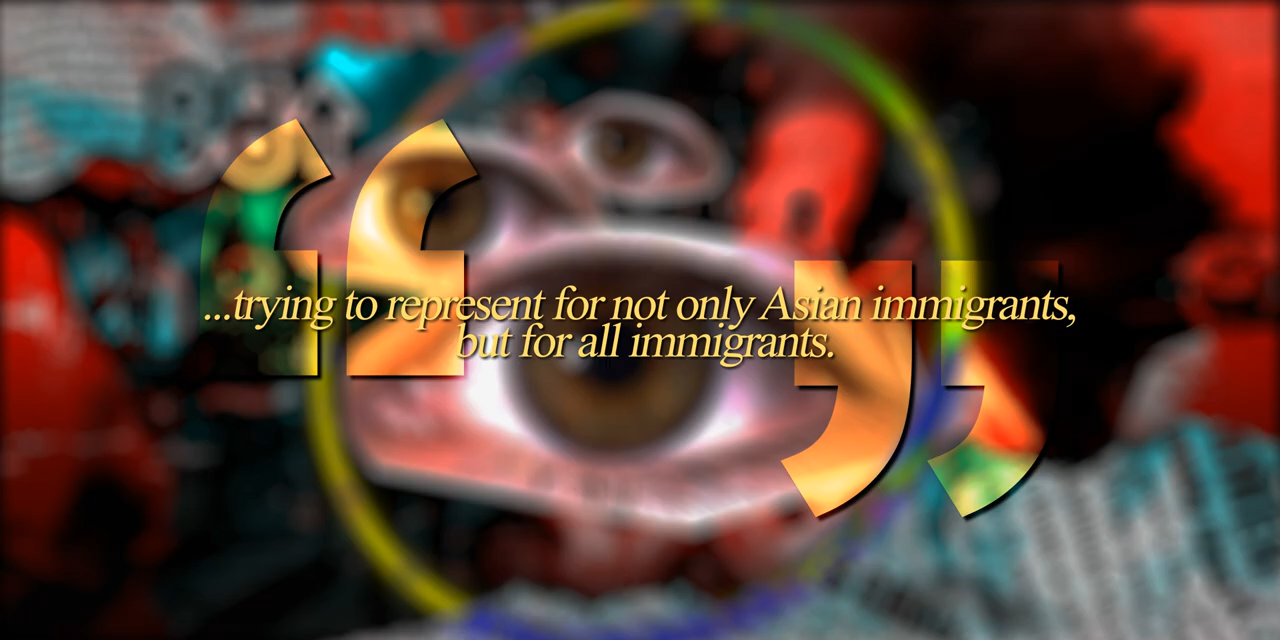 ...trying to represent for not only Asian immigrants,
but for all immigrants.